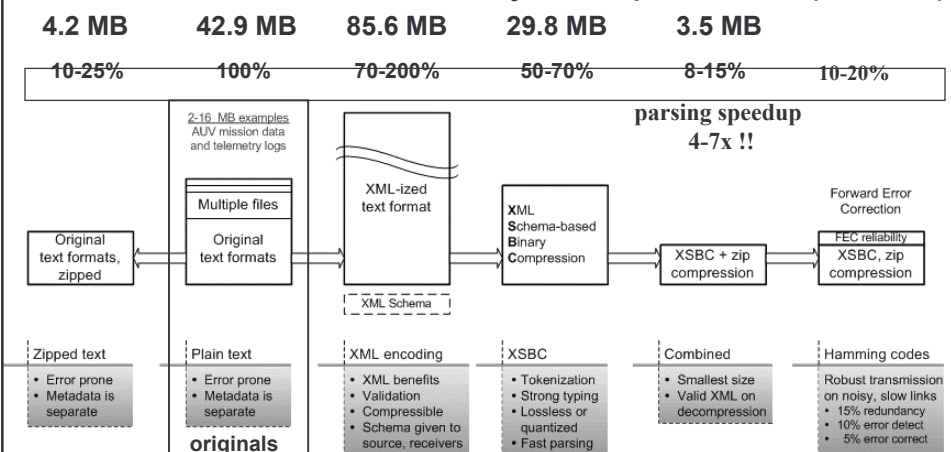 4.2 MB 42.9 MB 85.6 MB 29.8 MB 3.5 MB
10-25% 100% 70-200% 50-70% 8-15% 10-20%
parsing speedup
4-7x !!
2-16 MB examples
AUV mission data
and telemetry logs
Original
text formats,
zipped
Multiple files
Original
text formats
XML-ized
text format
XML Schema
XML
Schema-based
Binary
Compression
XSBC + zip
compression
Forward Error
Correction
FEC reliability
XSBC, zip
compression
Zipped text
• Error prone
• Metadata is
separate
Plain text
• Error prone
• Metadata is
separate
originals
XML encoding
• XML benefits
• Validation
• Compressible
• Schema given to
source, receivers
XSBC
• Tokenization
• Strong typing
• Lossless or
quantized
• Fast parsing
Combined
• Smallest size
• Valid XML on
decompression
Hamming codes
Robust transmission
on noisy, slow links
• 15% redundancy
• 10% error detect
• 5% error correct